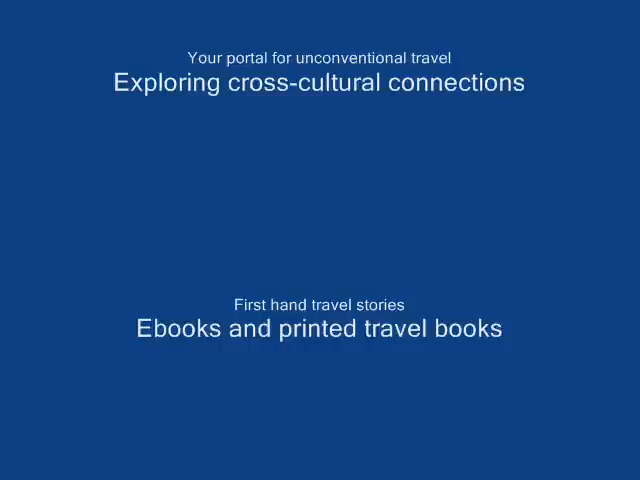 Your portal for unconventional travel
Exploring cross-cultural connections
First hand travel stories
Ebooks and printed travel books